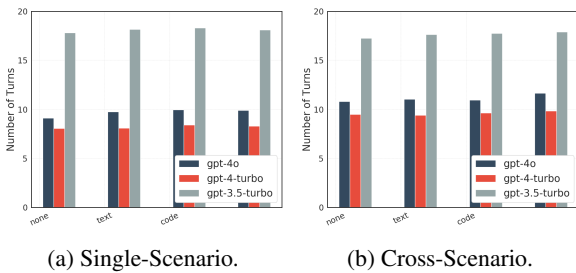 20
15
10
5
0
Number of Turns
none
text
code
gpt-4o
gpt-4-turbo
gpt-3.5-turbo
(a) Single-Scenario.
20
15
10
5
0
Number of Turns
none
text
code
gpt-4o
gpt-4-turbo
gpt-3.5-turbo
(b) Cross-Scenario.